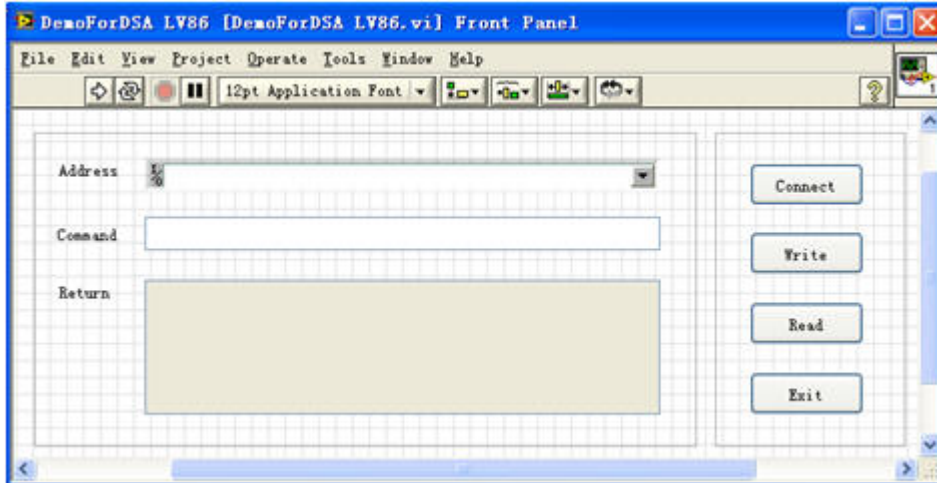 DemoForDSA LV86 [DemoForDSA LV86.vi] Front Panel
File Edit View Project Operate Tools Window Help
12pt Application Font
Address
Connect
Command
Write
Return
Read
Exit